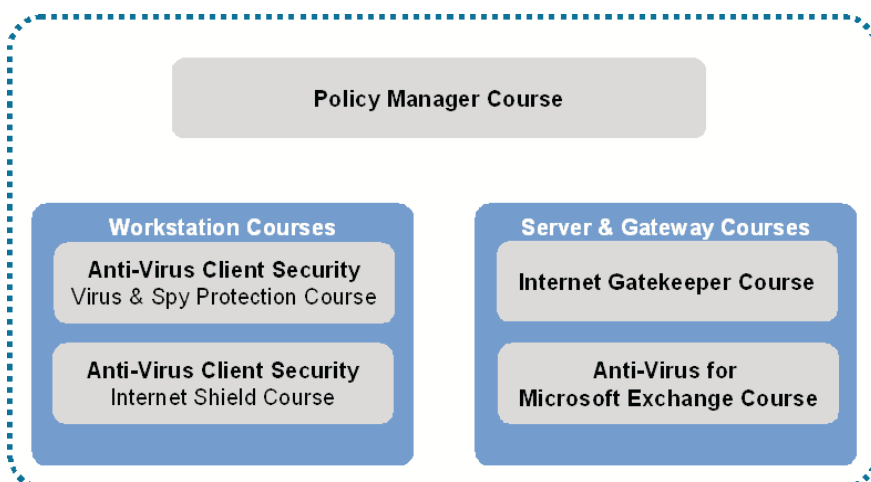 Policy Manager Course
Workstation Courses
Anti-Virus Client Security
Virus & Spy Protection Course
Anti-Virus Client Security
Internet Shield Course
Server & Gateway Courses
Internet Gatekeeper Course
Anti-Virus for
Microsoft Exchange Course